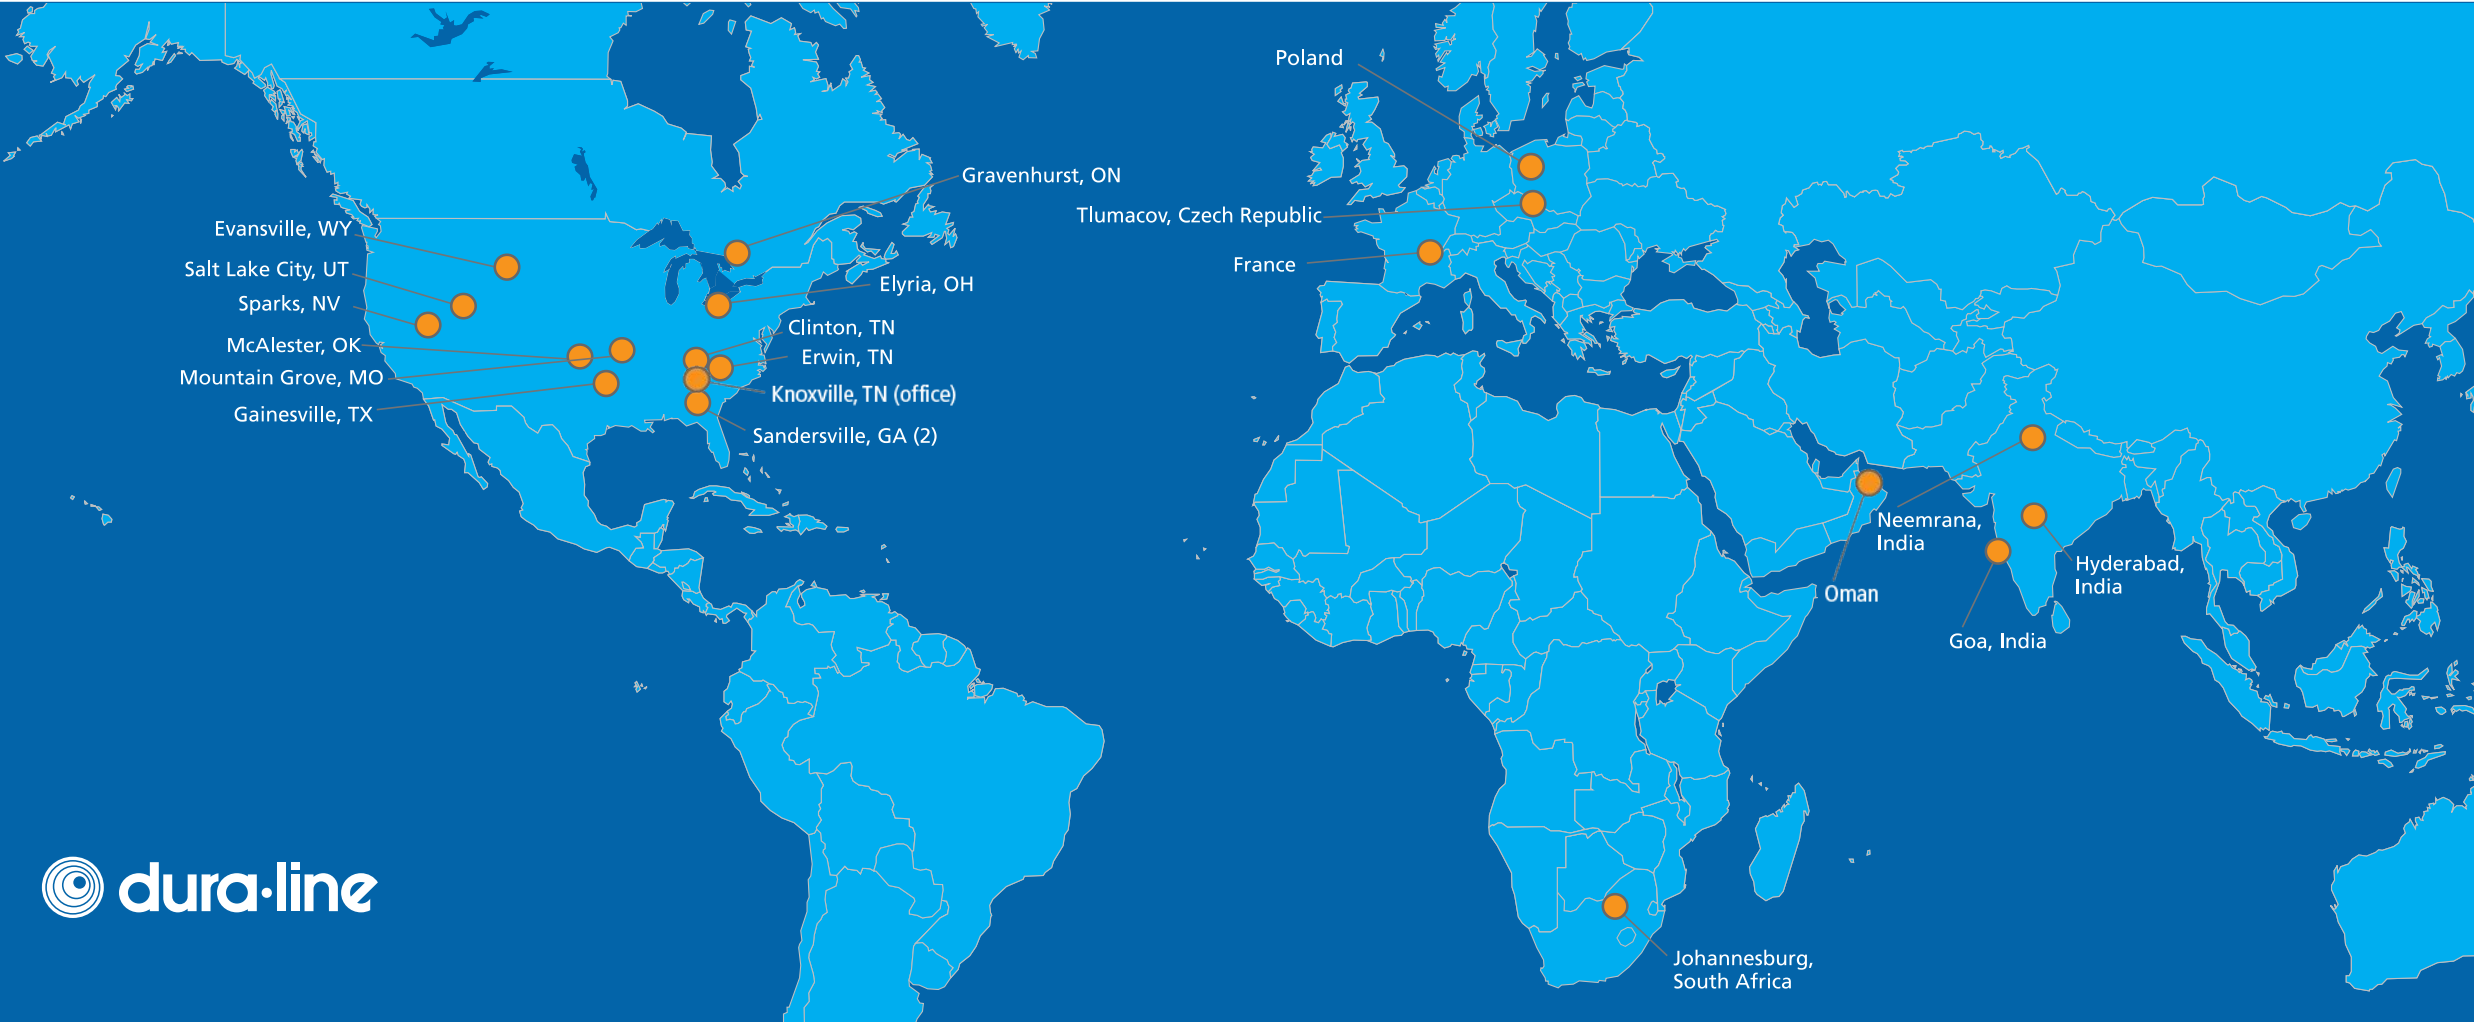 Poland
Gravenhurst, ON
Tlumacov, Czech Republic
Evansville, WY
France
Salt Lake City, UT
Elyria, OH
Sparks, NV
Clinton, TN
McAlester, OK
Erwin, TN
Mountain Grove, MO
Knoxville, TN (office)
Gainesville, TX
Sandersville, GA (2)
Neemrana,
India
Hyderabad,
India
Oman
Goa, India
dura·line
Johannesburg,
South Africa